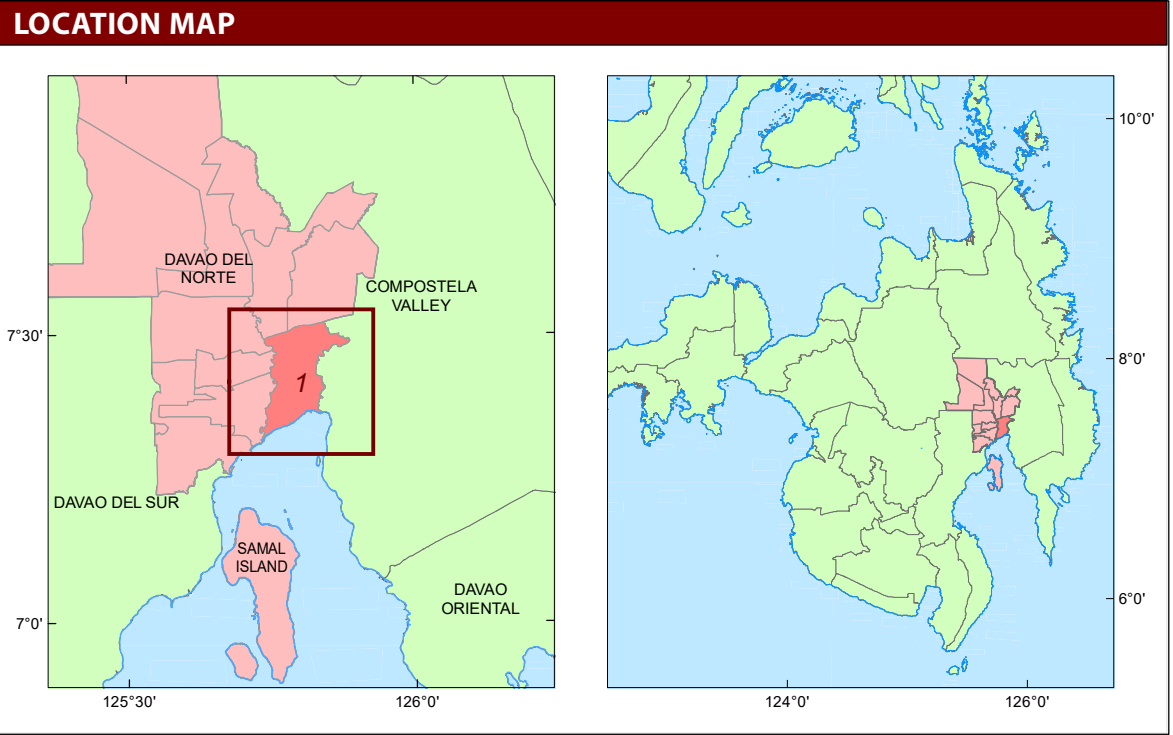 LOCATION MAP
DAVAO DEL
NORTE
COMPOSTELA
VALLEY
1
DAVAO DEL SUR
SAMAL
ISLAND
DAVAO
ORIENTAL
7°30'
7°0'
125°30'
126°0'
10°0'
8°0'
6°0'
124°0'
126°0'